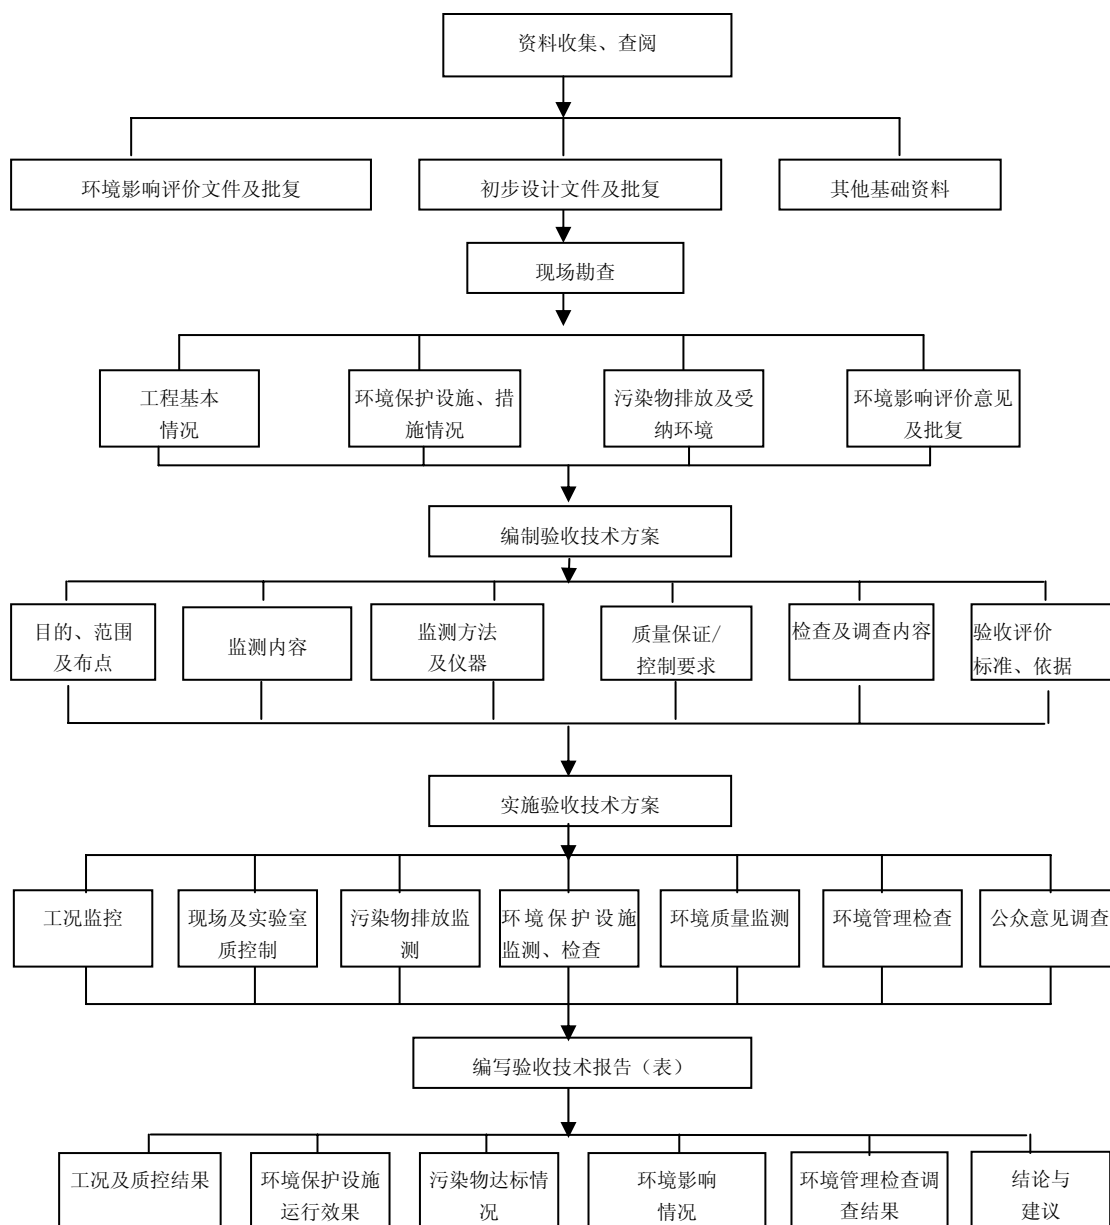 资料收集、查阅
环境影响评价文件及批复
初步设计文件及批复
其他基础资料
现场勘查
工程基本
情况
环境保护设施、措
施情况
污染物排放及受
纳环境
环境影响评价意见
及批复
编制验收技术方案
目的、范围
及布点
监测内容
监测方法
及仪器
质量保证/
控制要求
检查及调查内容
验收评价
标准、依据
实施验收技术方案
工况监控
现场及实验室
质控制
污染物排放监
测
环境保护设施
监测、检查
环境质量监测
环境管理检查
公众意见调查
编写验收技术报告（表）
工况及质控结果
环境保护设施
运行效果
污染物达标情
况
环境影响
情况
环境管理检查调
查结果
结论与
建议